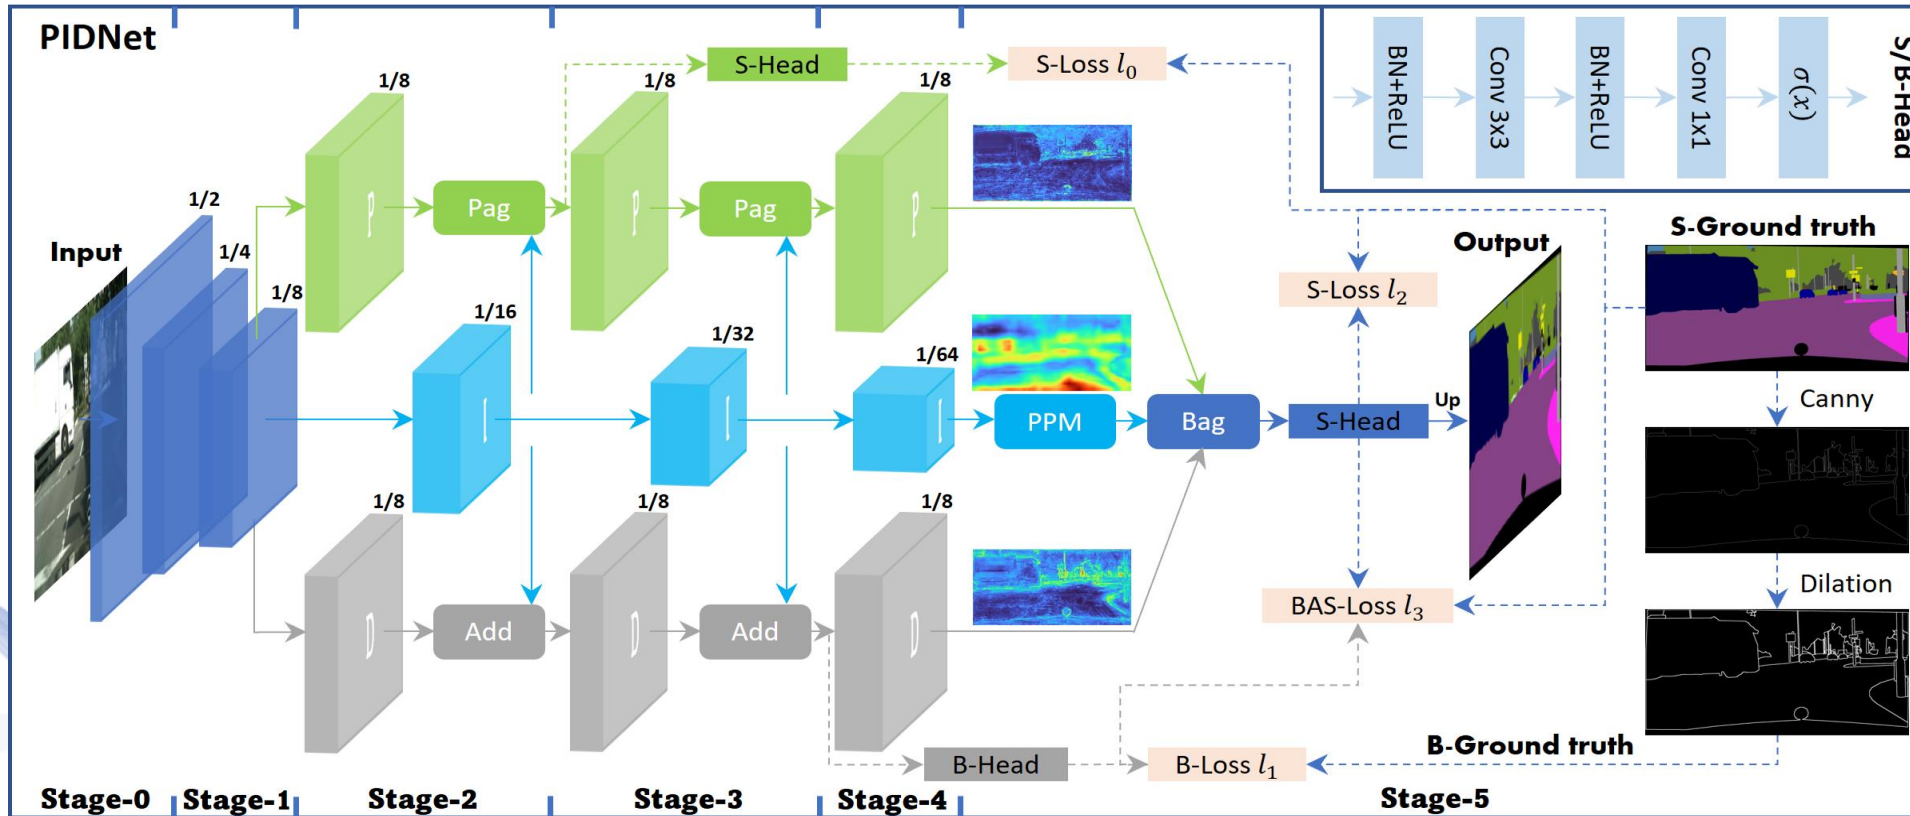 PIDNet
S-Head
S-Loss l₀
BN+ReLU
Conv 3x3
BN+ReLU
Conv 1x1
σ(x)
S/B-Head
1/8
1/8
1/8
P
Pag
P
Pag
P
1/2
1/4
1/8
Input
Output
S-Ground truth
S-Loss l₂
1/16
1/32
1/64
I
I
I
PPM
Bag
S-Head
Up
Canny
1/8
1/8
1/8
D
Add
D
Add
D
BAS-Loss l₃
Dilation
B-Head
B-Loss l₁
B-Ground truth
Stage-0
Stage-1
Stage-2
Stage-3
Stage-4
Stage-5